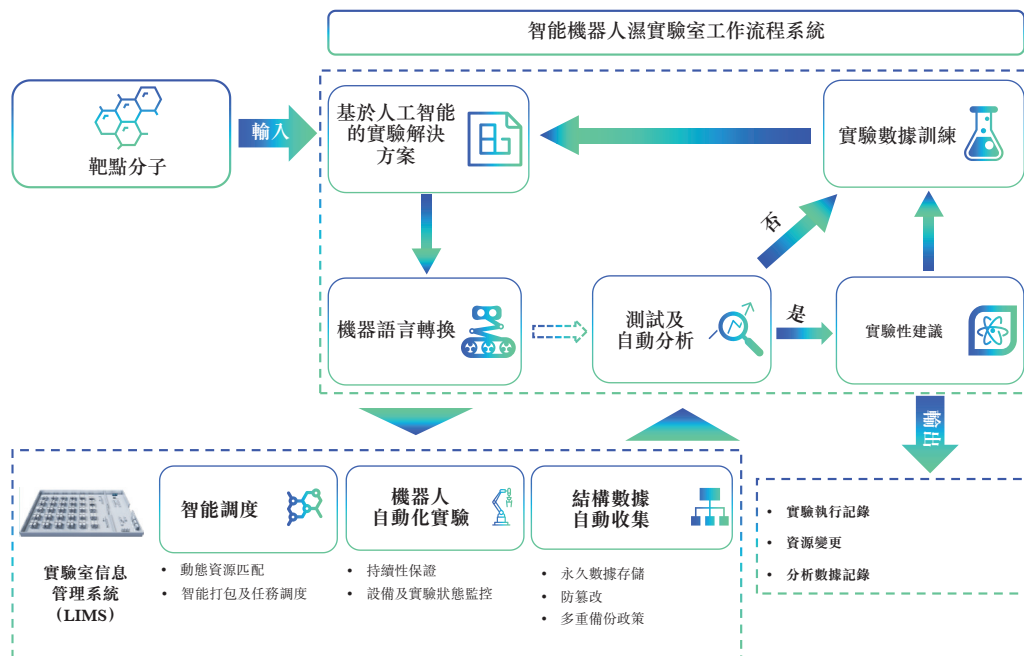 智能機器人濕實驗室工作流程系統
靶點分子
輸入
基於人工智能
的實驗解決
方案
實驗數據訓練
機器語言轉換
測試及
自動分析
否
是
實驗性建議
輸出
實驗室信息
管理系統
（LIMS）
智能調度
• 動態資源匹配
• 智能打包及任務調度
機器人
自動化實驗
• 持續性保證
• 設備及實驗狀態監控
結構數據
自動收集
• 永久數據存儲
• 防篡改
• 多重備份政策
• 實驗執行記錄
• 資源變更
• 分析數據記錄